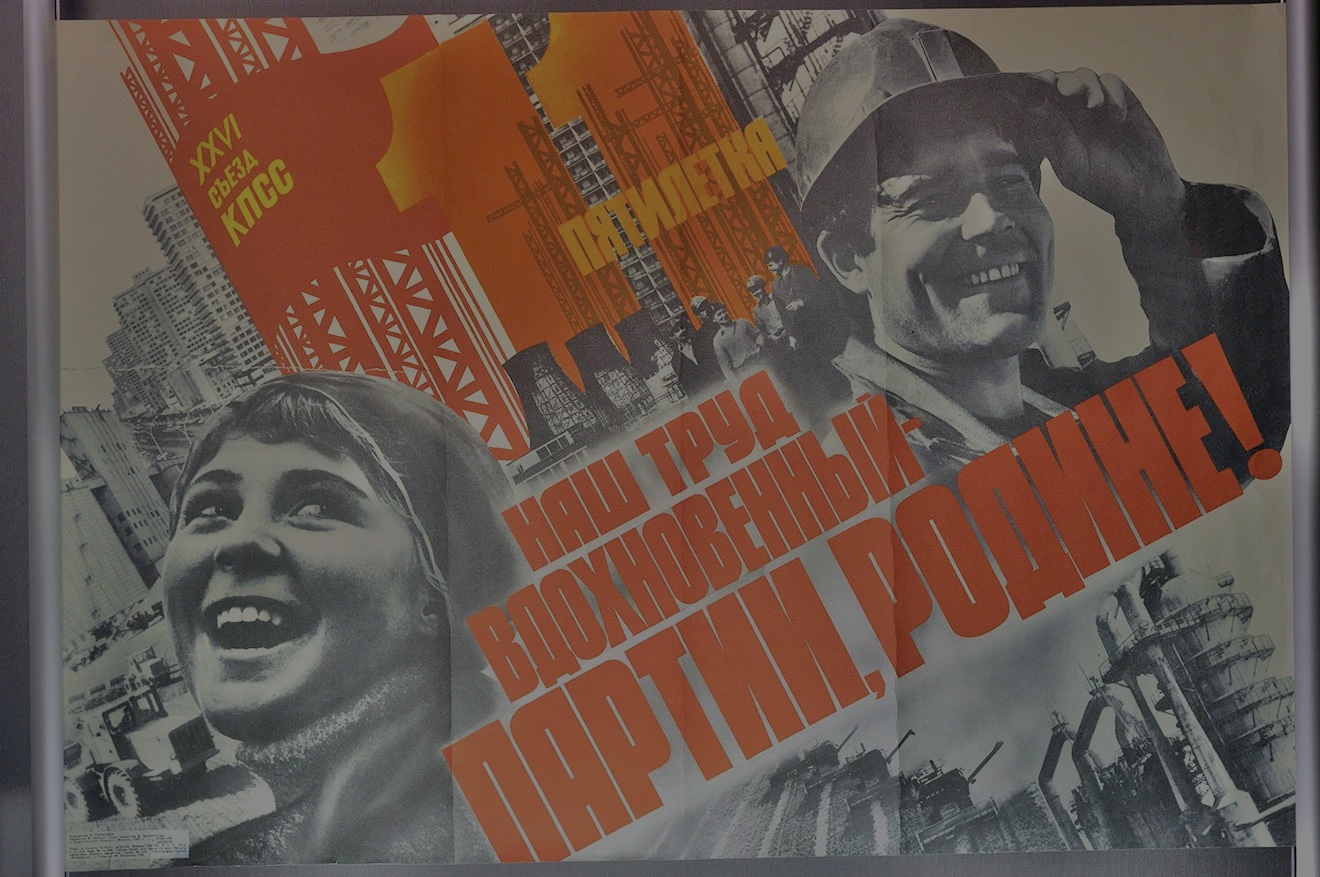 XXVI
СЪЕЗД
КПСС
11
ПЯТИЛЕТКА
НАШ ТРУД
ВДОХНОВЕННЫЙ-
ПАРТИИ, РОДИНЕ!